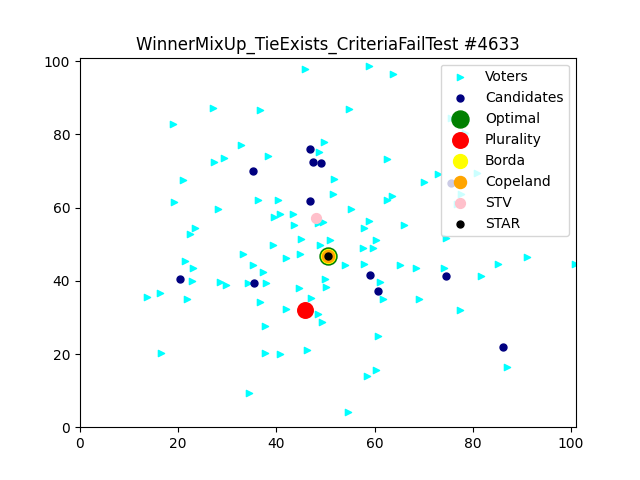 WinnerMixUp_TieExists_CriteriaFailTest #4633
100
80
60
40
20
0
0
20
40
60
80
100
Voters
Candidates
Optimal
Plurality
Borda
Copeland
STV
STAR